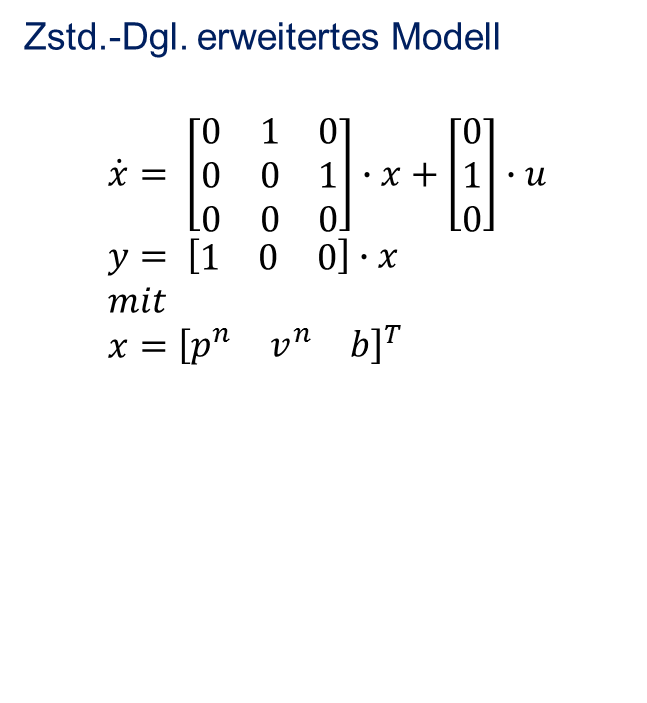 Zstd.-Dgl. erweitertes Modell
ẋ = [0 1 0; 0 0 1; 0 0 0] · x + [0; 1; 0] · u
y = [1 0 0] · x
mit
x = [pⁿ vⁿ b]ᵀ